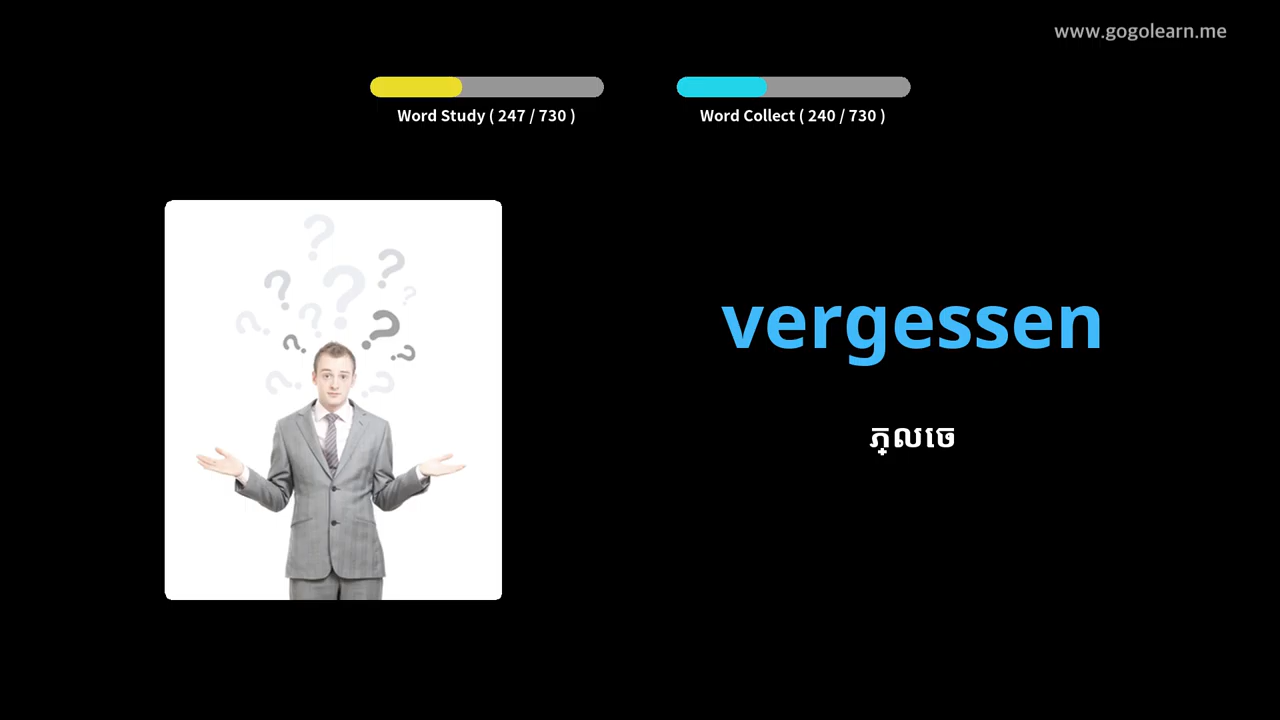 www.gogolearn.me
Word Study ( 247 / 730 )
Word Collect ( 240 / 730 )
vergessen
ភ្លេច